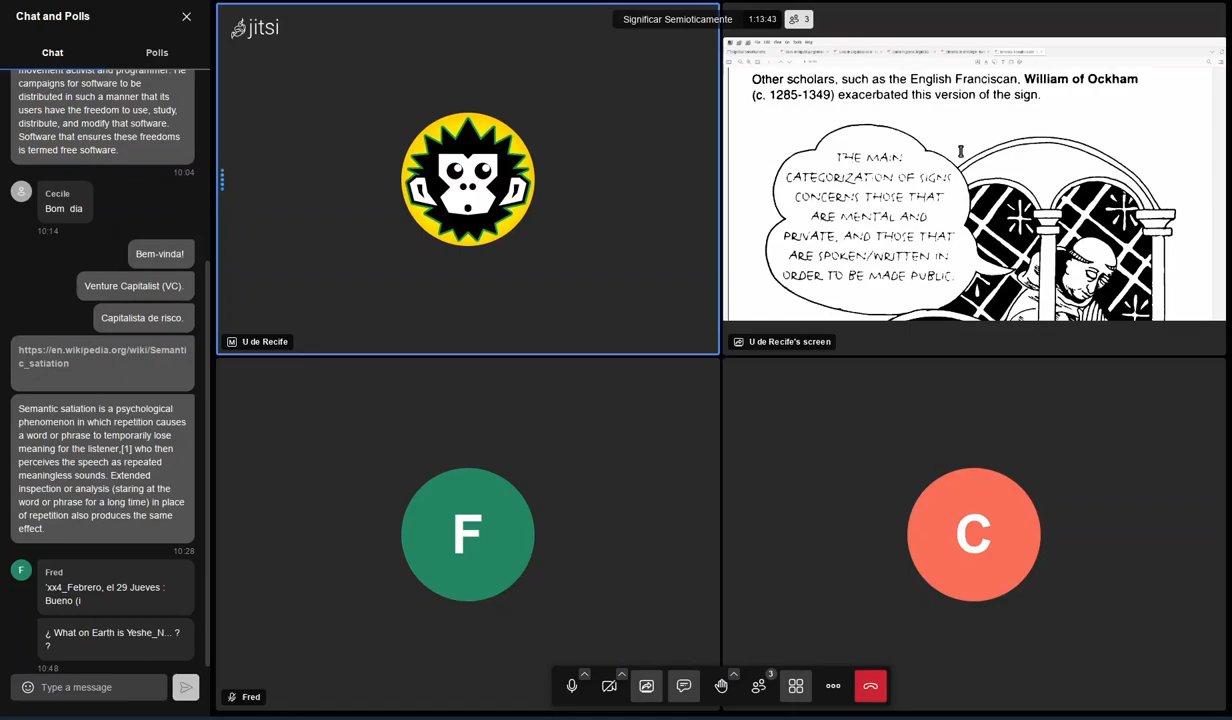 Chat and Polls
Chat
Polls
movement activist and programmer. He
campaigns for software to be
distributed in such a manner that its
users have the freedom to use, study,
distribute, and modify that software.
Software that ensures these freedoms
is termed free software.
10:04
Cecile
Bom dia
10:14
Bem-vinda!
Venture Capitalist (VC).
Capitalista de risco.
https://en.wikipedia.org/wiki/Semanti
c_satiation
Semantic satiation is a psychological
phenomenon in which repetition causes
a word or phrase to temporarily lose
meaning for the listener,[1] who then
perceives the speech as repeated
meaningless sounds. Extended
inspection or analysis (staring at the
word or phrase for a long time) in place
of repetition also produces the same
effect.
10:28
F
Fred
'xx4_Febrero, el 29 Jueves :
Bueno (i
¿ What on Earth is Yeshe_N... ?
?
10:48
Type a message
jitsi
Significar Semioticamente
1:13:43
3
M
U de Recife
Other scholars, such as the English Franciscan, William of Ockham
(c. 1285-1349) exacerbated this version of the sign.
THE MAIN
CATEGORIZATION OF SIGNS
CONCERNS THOSE THAT
ARE MENTAL AND
PRIVATE, AND THOSE THAT
ARE SPOKEN/WRITTEN IN
ORDER TO BE MADE PUBLIC.
U de Recife's screen
F
C
Fred
3